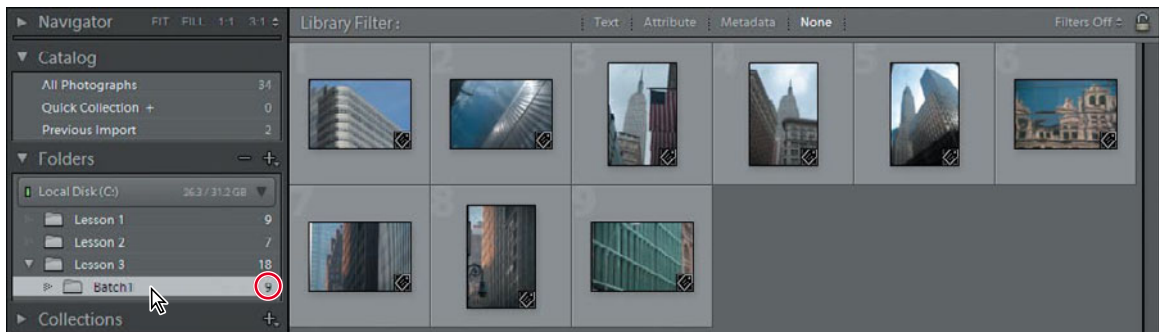 Navigator FIT FILL 1:1 3:1
Library Filter: Text Attribute Metadata None Filters Off
Catalog
All Photographs 34
Quick Collection + 0
Previous Import 2
Folders
Local Disk (C:) 26.3 / 31.2 GB
Lesson 1 9
Lesson 2 7
Lesson 3 18
Batch1 9
Collections
1 2 3 4 5 6
7 8 9